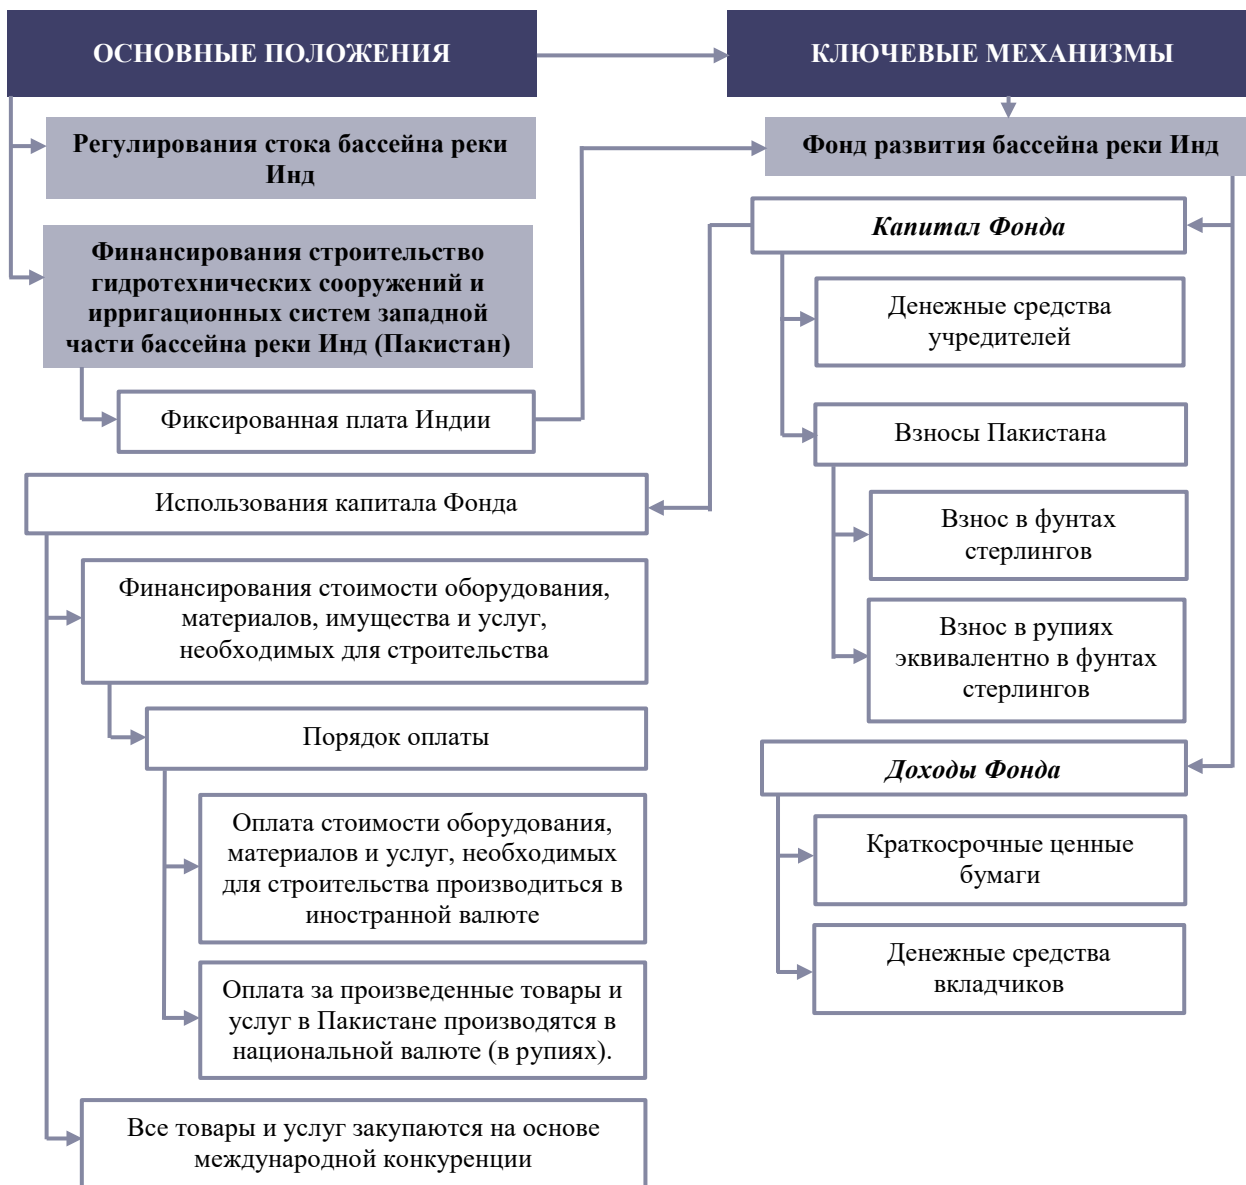 ОСНОВНЫЕ ПОЛОЖЕНИЯ
КЛЮЧЕВЫЕ МЕХАНИЗМЫ
Регулирования стока бассейна реки
Инд
Финансирования строительство
гидротехнических сооружений и
ирригационных систем западной
части бассейна реки Инд (Пакистан)
Фиксированная плата Индии
Использования капитала Фонда
Финансирования стоимости оборудования,
материалов, имущества и услуг,
необходимых для строительства
Порядок оплаты
Оплата стоимости оборудования,
материалов и услуг, необходимых
для строительства производиться в
иностранной валюте
Оплата за произведенные товары и
услуг в Пакистане производятся в
национальной валюте (в рупиях).
Все товары и услуг закупаются на основе
международной конкуренции
Фонд развития бассейна реки Инд
Капитал Фонда
Денежные средства
учредителей
Взносы Пакистана
Взнос в фунтах
стерлингов
Взнос в рупиях
эквивалентно в фунтах
стерлингов
Доходы Фонда
Краткосрочные ценные
бумаги
Денежные средства
вкладчиков